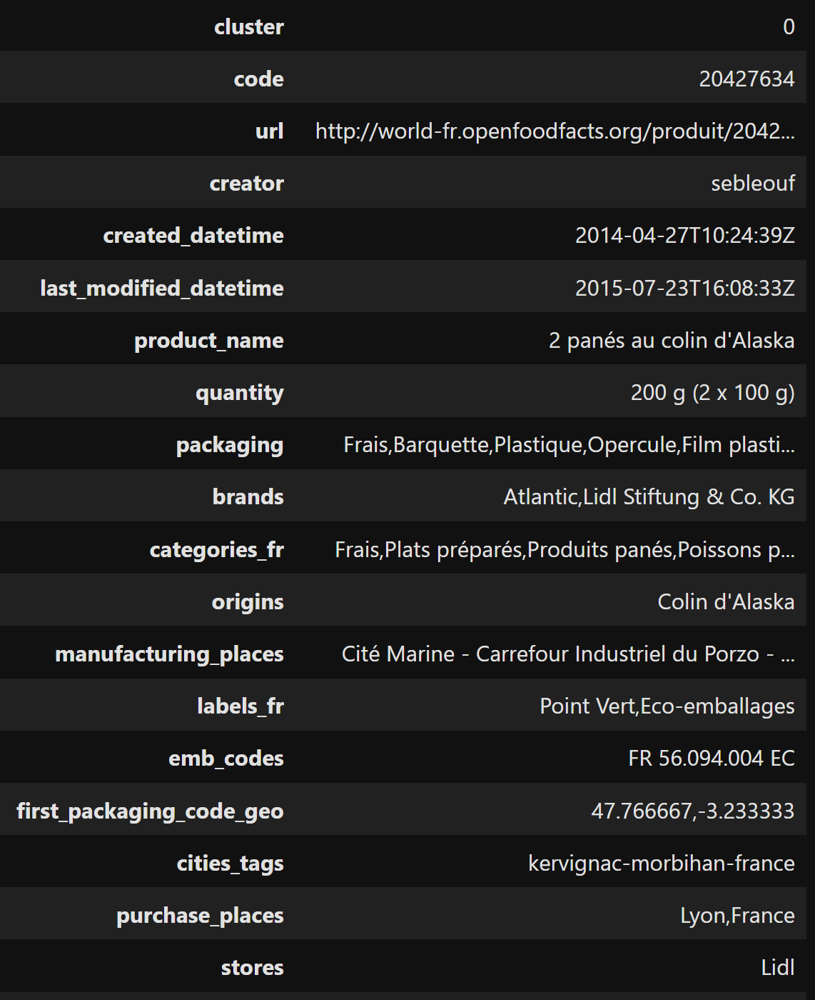 cluster 0
code 20427634
url http://world-fr.openfoodfacts.org/produit/2042...
creator sebleouf
created_datetime 2014-04-27T10:24:39Z
last_modified_datetime 2015-07-23T16:08:33Z
product_name 2 panés au colin d'Alaska
quantity 200 g (2 x 100 g)
packaging Frais,Barquette,Plastique,Opercule,Film plasti...
brands Atlantic,Lidl Stiftung & Co. KG
categories_fr Frais,Plats préparés,Produits panés,Poissons p...
origins Colin d'Alaska
manufacturing_places Cité Marine - Carrefour Industriel du Porzo - ...
labels_fr Point Vert,Eco-emballages
emb_codes FR 56.094.004 EC
first_packaging_code_geo 47.766667,-3.233333
cities_tags kervignac-morbihan-france
purchase_places Lyon,France
stores Lidl